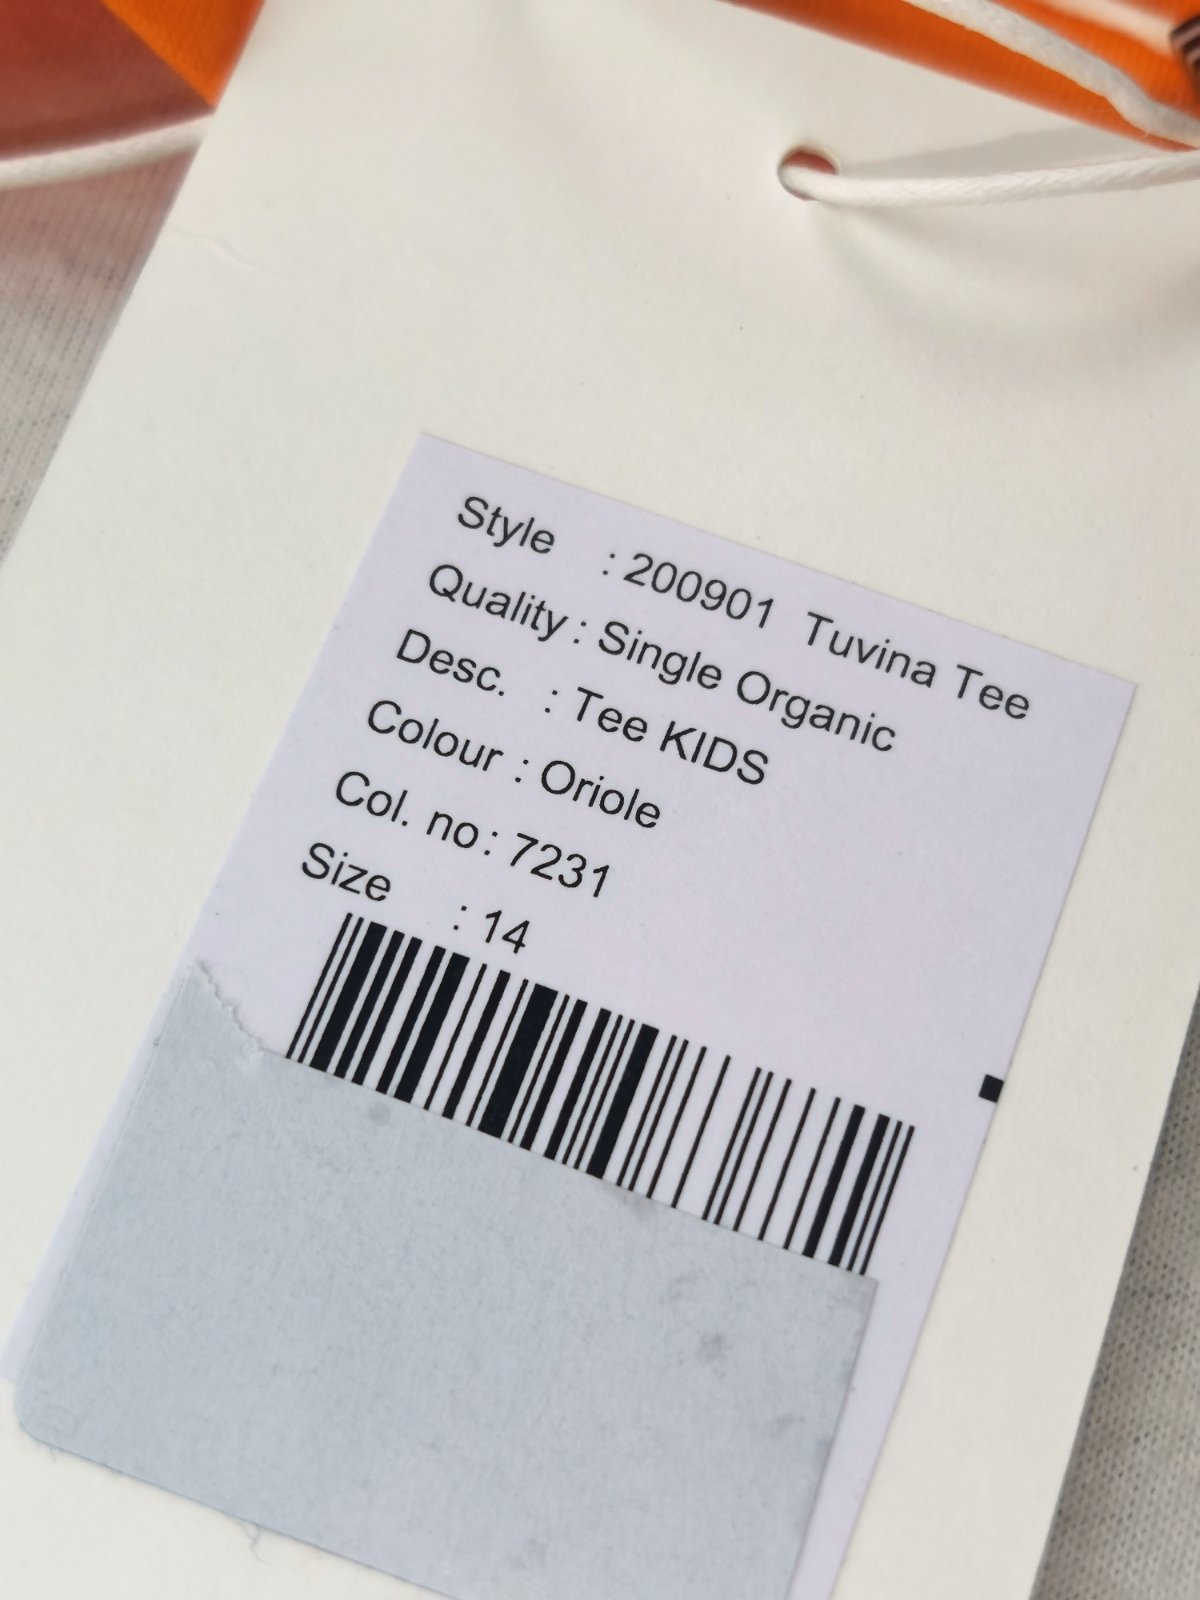 Style : 200901 Tuvina Tee
Quality : Single Organic
Desc. : Tee KIDS
Colour : Oriole
Col. no : 7231
Size : 14